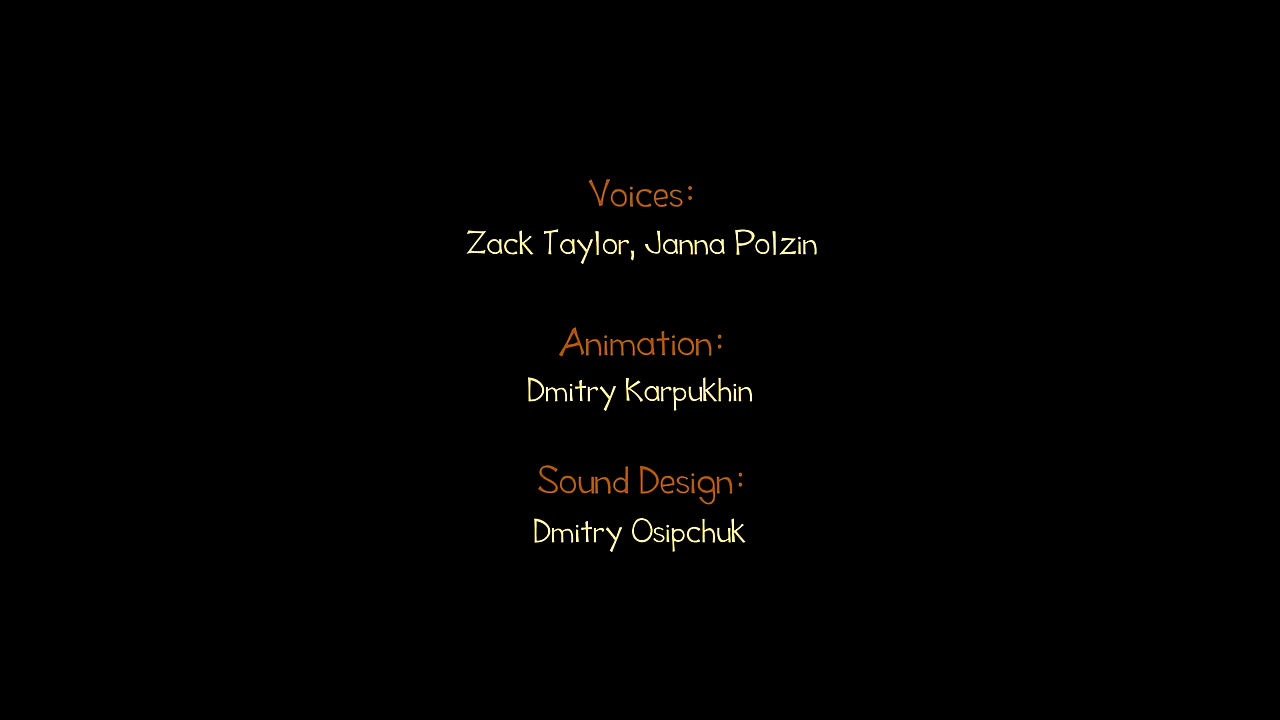 Voices:
Zack Taylor, Janna Polzin
Animation:
Dmitry Karpukhin
Sound Design:
Dmitry Osipchuk